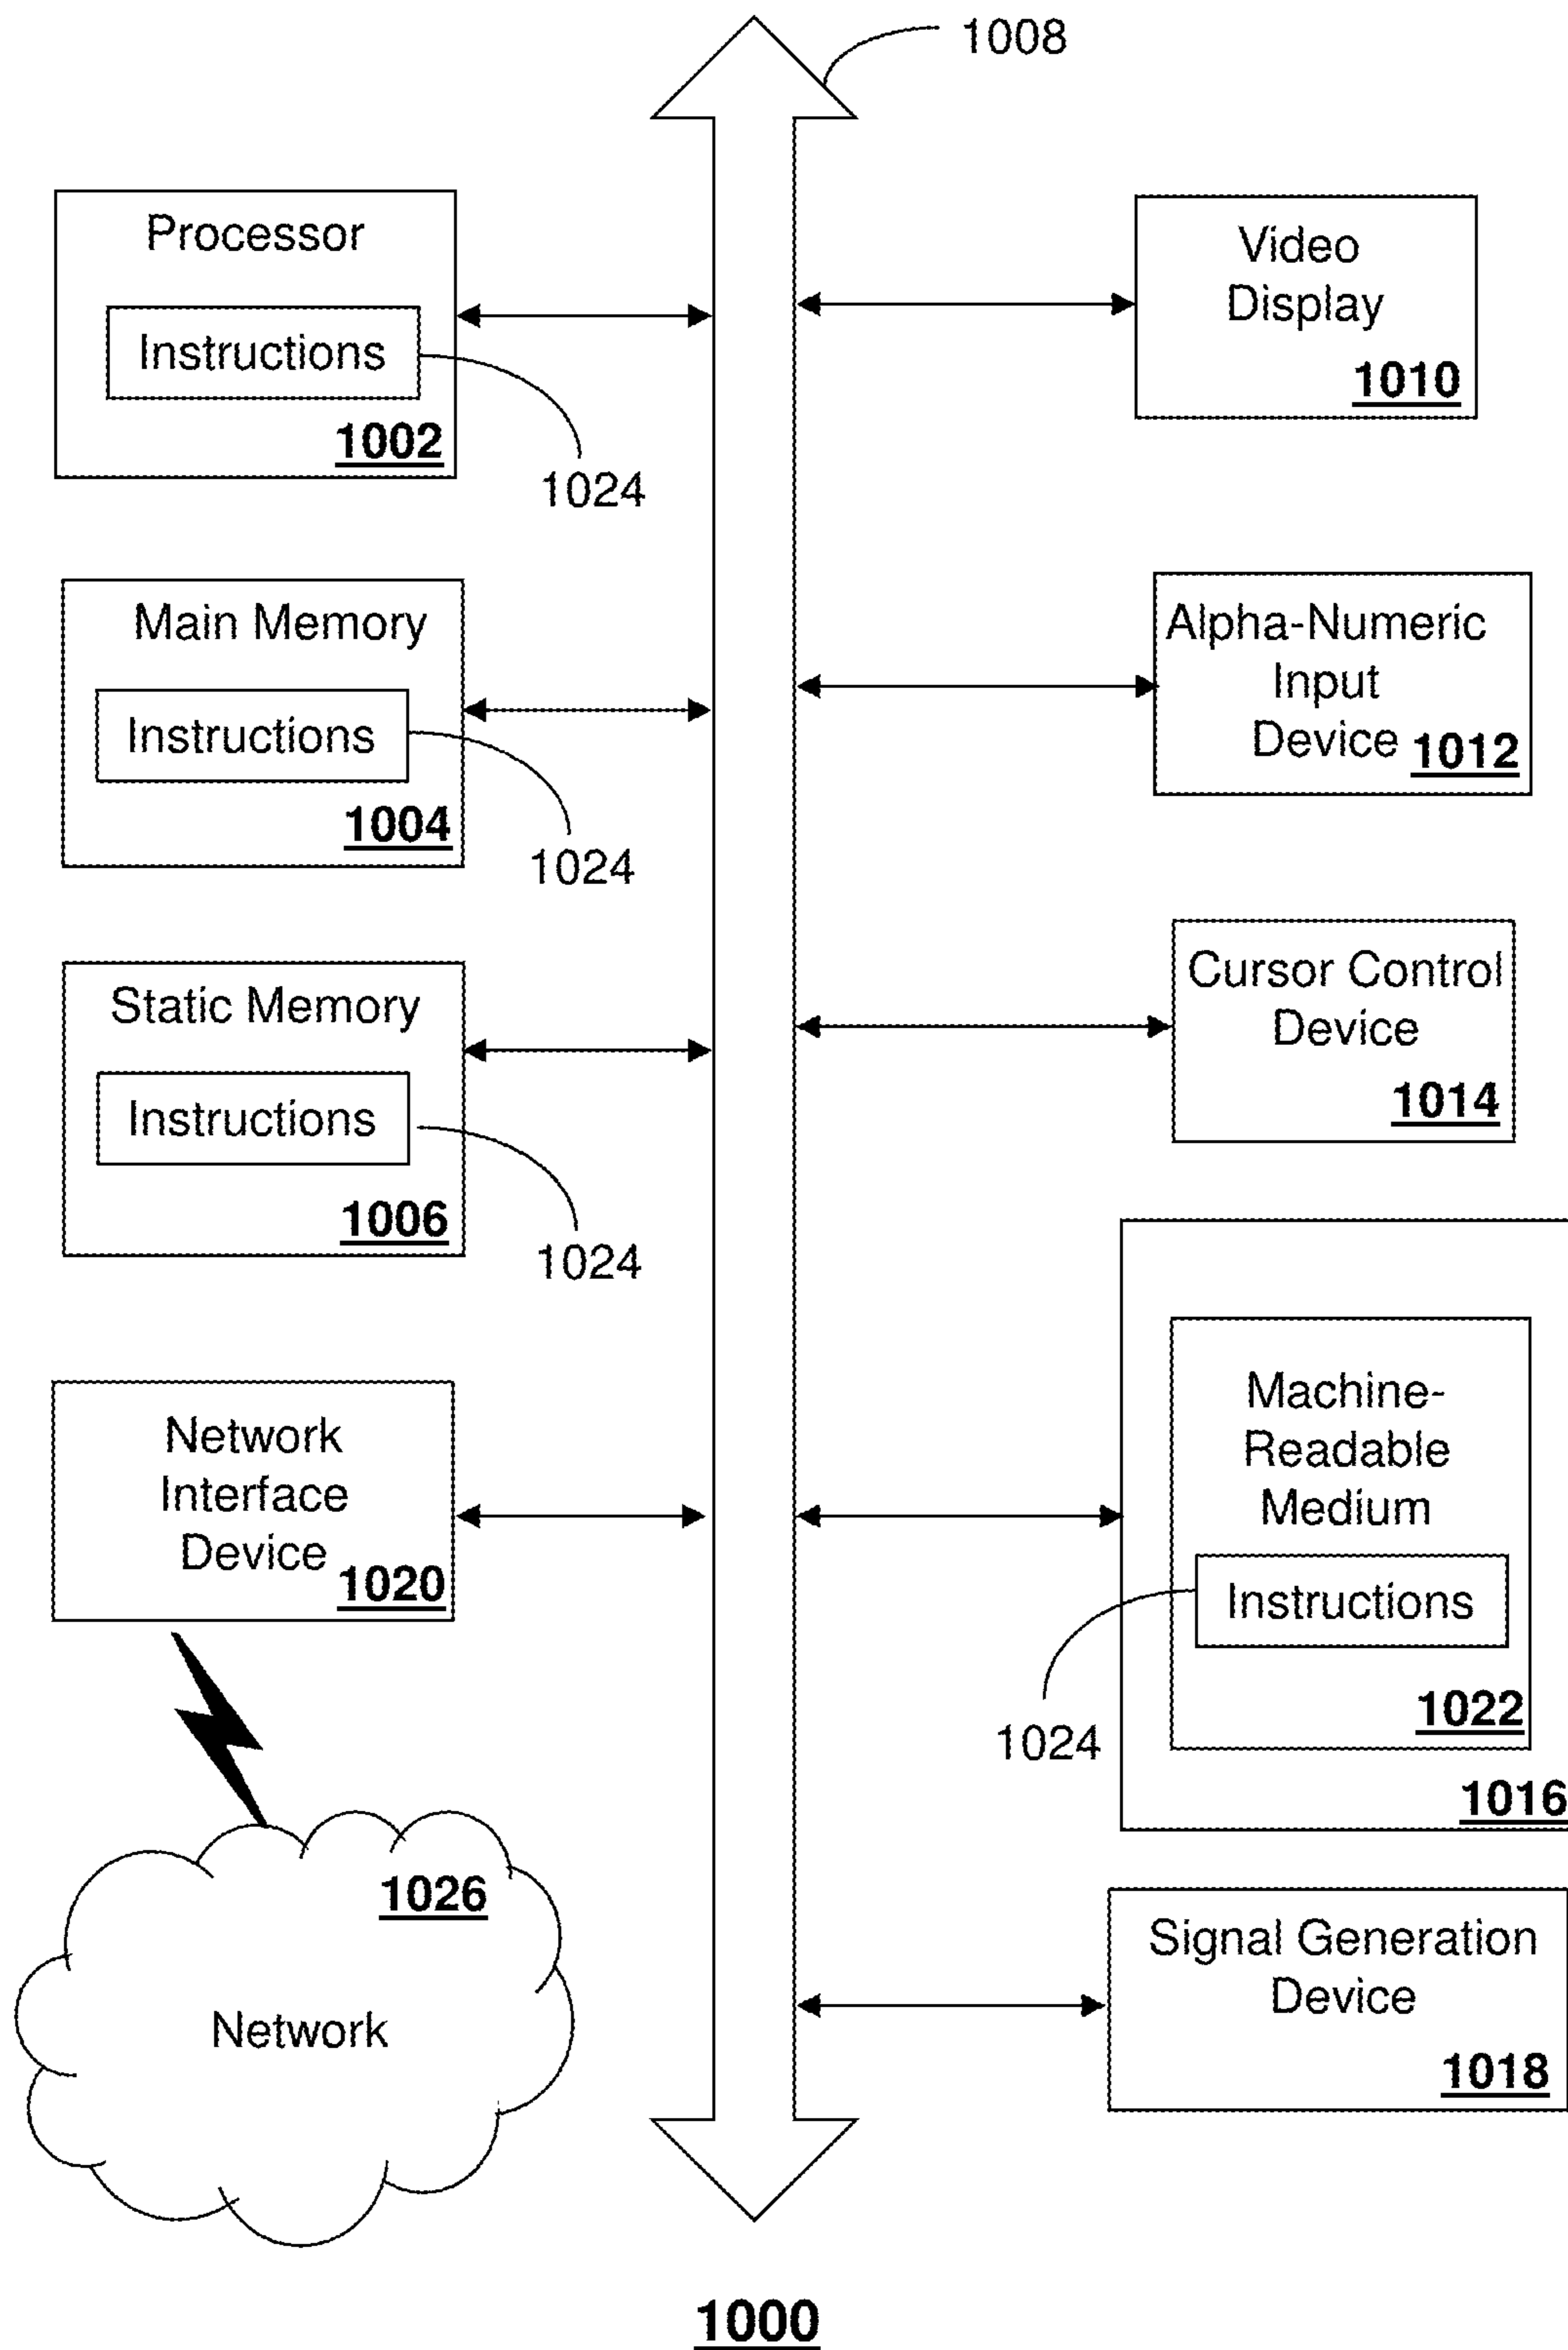 1008
Processor
Instructions
1002
1024
Main Memory
Instructions
1004
1024
Static Memory
Instructions
1006
1024
Network
Interface
Device
1020
1026
Network
Video
Display
1010
Alpha-Numeric
Input
Device 1012
Cursor Control
Device
1014
Machine-
Readable
Medium
Instructions
1024
1022
1016
Signal Generation
Device
1018
1000